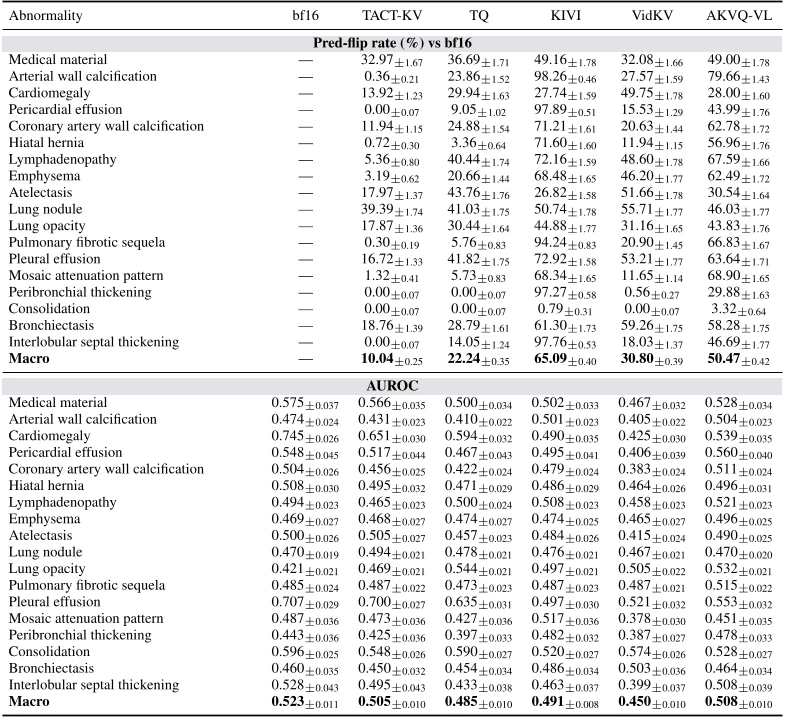 Abnormality bf16 TACT-KV TQ KIVI VidKV AKVQ-VL
Pred-flip rate (%) vs bf16
Medical material — 32.97±1.67 36.69±1.71 49.16±1.78 32.08±1.66 49.00±1.78
Arterial wall calcification — 0.36±0.21 23.86±1.52 98.26±0.46 27.57±1.59 79.66±1.43
Cardiomegaly — 13.92±1.23 29.94±1.63 27.74±1.59 49.75±1.78 28.00±1.60
Pericardial effusion — 0.00±0.07 9.05±1.02 97.89±0.51 15.53±1.29 43.99±1.76
Coronary artery wall calcification — 11.94±1.15 24.88±1.54 71.21±1.61 20.63±1.44 62.78±1.72
Hiatal hernia — 0.72±0.30 3.36±0.64 71.60±1.60 11.94±1.15 56.96±1.76
Lymphadenopathy — 5.36±0.80 40.44±1.74 72.16±1.59 48.60±1.78 67.59±1.66
Emphysema — 3.19±0.62 20.66±1.44 68.48±1.65 46.20±1.77 62.49±1.72
Atelectasis — 17.97±1.37 43.76±1.76 26.82±1.58 51.66±1.78 30.54±1.64
Lung nodule — 39.39±1.74 41.03±1.75 50.74±1.78 55.71±1.77 46.03±1.77
Lung opacity — 17.87±1.36 30.44±1.64 44.88±1.77 31.16±1.65 43.83±1.76
Pulmonary fibrotic sequela — 0.30±0.19 5.76±0.83 94.24±0.83 20.90±1.45 66.83±1.67
Pleural effusion — 16.72±1.33 41.82±1.75 72.92±1.58 53.21±1.77 63.64±1.71
Mosaic attenuation pattern — 1.32±0.41 5.73±0.83 68.34±1.65 11.65±1.14 68.90±1.65
Peribronchial thickening — 0.00±0.07 0.00±0.07 97.27±0.58 0.56±0.27 29.88±1.63
Consolidation — 0.00±0.07 0.00±0.07 0.79±0.31 0.00±0.07 3.32±0.64
Bronchiectasis — 18.76±1.39 28.79±1.61 61.30±1.73 59.26±1.75 58.28±1.75
Interlobular septal thickening — 0.00±0.07 14.05±1.24 97.76±0.53 18.03±1.37 46.69±1.77
Macro — 10.04±0.25 22.24±0.35 65.09±0.40 30.80±0.39 50.47±0.42
AUROC
Medical material 0.575±0.037 0.566±0.035 0.500±0.034 0.502±0.033 0.467±0.032 0.528±0.034
Arterial wall calcification 0.474±0.024 0.431±0.023 0.410±0.022 0.501±0.023 0.405±0.022 0.504±0.023
Cardiomegaly 0.745±0.026 0.651±0.030 0.594±0.032 0.490±0.035 0.425±0.030 0.539±0.035
Pericardial effusion 0.548±0.045 0.517±0.044 0.467±0.043 0.495±0.041 0.406±0.039 0.560±0.040
Coronary artery wall calcification 0.504±0.026 0.456±0.025 0.422±0.024 0.479±0.024 0.383±0.024 0.511±0.024
Hiatal hernia 0.508±0.030 0.495±0.032 0.471±0.029 0.486±0.029 0.464±0.026 0.496±0.031
Lymphadenopathy 0.494±0.023 0.465±0.023 0.500±0.024 0.508±0.023 0.458±0.023 0.521±0.023
Emphysema 0.469±0.027 0.468±0.027 0.474±0.027 0.474±0.025 0.465±0.027 0.496±0.025
Atelectasis 0.500±0.026 0.505±0.027 0.457±0.023 0.484±0.026 0.415±0.024 0.490±0.025
Lung nodule 0.470±0.019 0.494±0.021 0.478±0.021 0.476±0.021 0.467±0.021 0.470±0.020
Lung opacity 0.421±0.021 0.469±0.021 0.544±0.021 0.497±0.021 0.505±0.022 0.532±0.021
Pulmonary fibrotic sequela 0.485±0.024 0.487±0.022 0.473±0.023 0.487±0.023 0.487±0.021 0.515±0.022
Pleural effusion 0.707±0.029 0.700±0.027 0.635±0.031 0.497±0.030 0.521±0.032 0.553±0.032
Mosaic attenuation pattern 0.487±0.036 0.473±0.036 0.427±0.036 0.517±0.036 0.378±0.030 0.451±0.035
Peribronchial thickening 0.443±0.036 0.425±0.036 0.397±0.033 0.482±0.032 0.387±0.027 0.478±0.033
Consolidation 0.596±0.025 0.548±0.026 0.590±0.027 0.520±0.027 0.574±0.026 0.528±0.027
Bronchiectasis 0.460±0.035 0.450±0.032 0.454±0.034 0.486±0.034 0.503±0.036 0.464±0.034
Interlobular septal thickening 0.528±0.043 0.495±0.043 0.433±0.038 0.463±0.037 0.399±0.037 0.508±0.039
Macro 0.523±0.011 0.505±0.010 0.485±0.010 0.491±0.008 0.450±0.010 0.508±0.010